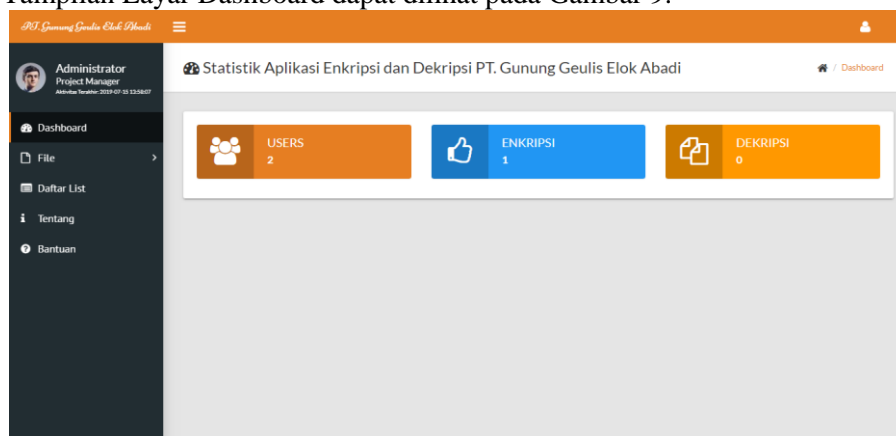 Tampilan Layar Dashboard dapat dilihat pada Gambar 9.
PT. Gunung Geulis Elok Abadi
Administrator
Project Manager
Aktivitas Terakhir: 2019-07-15 13:58:07
Statistik Aplikasi Enkripsi dan Dekripsi PT. Gunung Geulis Elok Abadi
/ Dashboard
Dashboard
File
Daftar List
Tentang
Bantuan
USERS
2
ENKRIPSI
1
DEKRIPSI
0